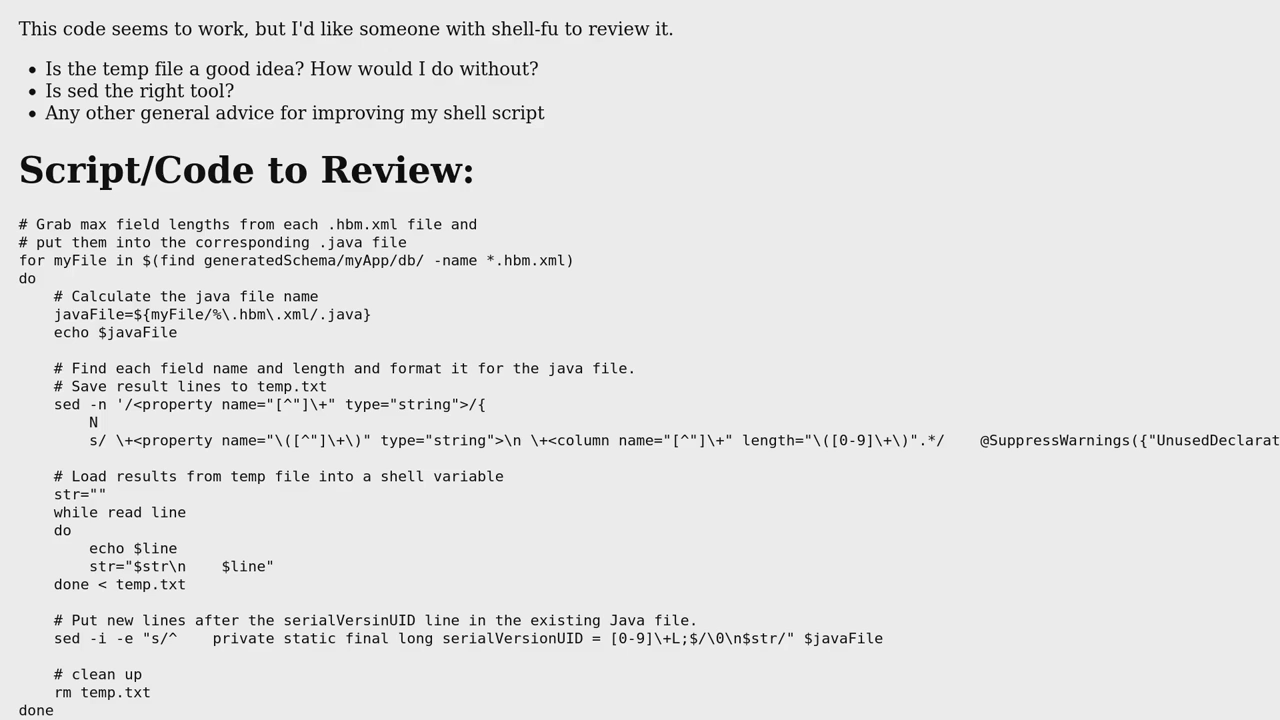 This code seems to work, but I'd like someone with shell-fu to review it.
• Is the temp file a good idea? How would I do without?
• Is sed the right tool?
• Any other general advice for improving my shell script
Script/Code to Review:
# Grab max field lengths from each .hbm.xml file and
# put them into the corresponding .java file
for myFile in $(find generatedSchema/myApp/db/ -name *.hbm.xml)
do
    # Calculate the java file name
    javaFile=${myFile/%\.hbm\.xml/.java}
    echo $javaFile
    # Find each field name and length and format it for the java file.
    # Save result lines to temp.txt
    sed -n '/<property name="[^"]\+" type="string">/{
        N
        s/ \+<property name="\([^"]\+\)" type="string">\n \+<column name="[^"]\+" length="\([0-9]\+\)".*/    @SuppressWarnings({"UnusedDeclarat
    # Load results from temp file into a shell variable
    str=""
    while read line
    do
        echo $line
        str="$str\n    $line"
    done < temp.txt
    # Put new lines after the serialVersinUID line in the existing Java file.
    sed -i -e "s/^    private static final long serialVersionUID = [0-9]\+L;$/\0\n$str/" $javaFile
    # clean up
    rm temp.txt
done